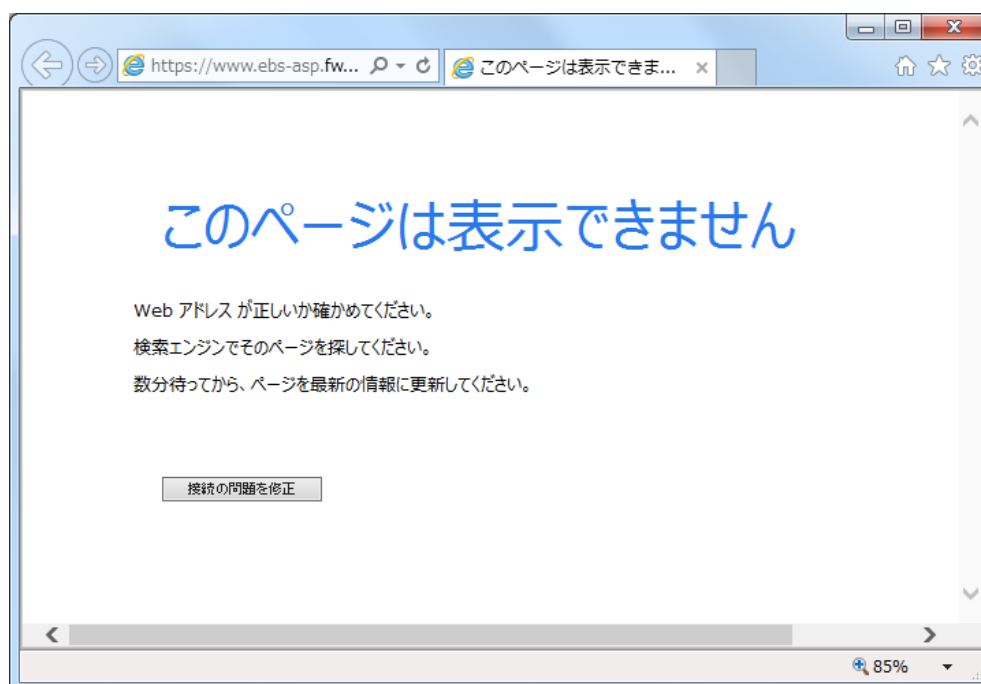 https://www.ebs-asp.fw...
このページは表示できま...
このページは表示できません
Web アドレス が正しいか確かめてください。
検索エンジンでそのページを探してください。
数分待ってから、ページを最新の情報に更新してください。
接続の問題を修正
85%